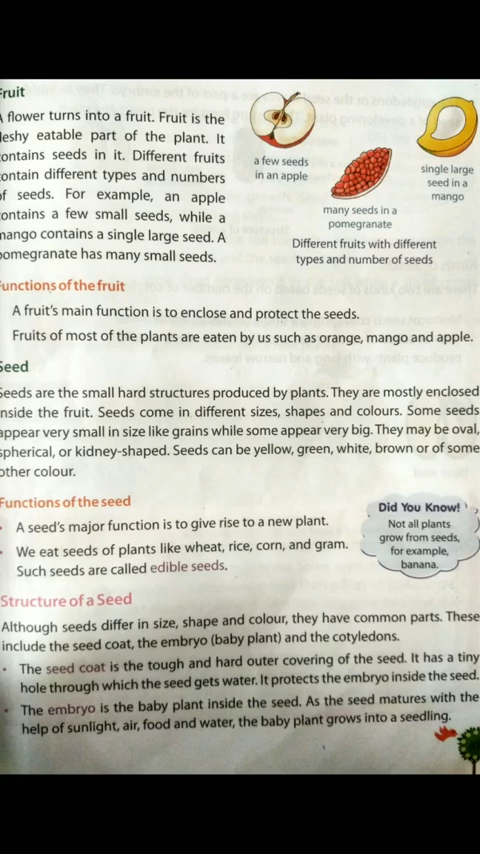 Fruit
A flower turns into a fruit. Fruit is the
fleshy eatable part of the plant. It
contains seeds in it. Different fruits
contain different types and numbers
of seeds. For example, an apple
contains a few small seeds, while a
mango contains a single large seed. A
pomegranate has many small seeds.
a few seeds
in an apple
many seeds in a
pomegranate
single large
seed in a
mango
Different fruits with different
types and number of seeds
Functions of the fruit
A fruit's main function is to enclose and protect the seeds.
Fruits of most of the plants are eaten by us such as orange, mango and apple.
Seed
Seeds are the small hard structures produced by plants. They are mostly enclosed
inside the fruit. Seeds come in different sizes, shapes and colours. Some seeds
appear very small in size like grains while some appear very big. They may be oval,
spherical, or kidney-shaped. Seeds can be yellow, green, white, brown or of some
other colour.
Functions of the seed
• A seed's major function is to give rise to a new plant.
• We eat seeds of plants like wheat, rice, corn, and gram.
Such seeds are called edible seeds.
Did You Know!
Not all plants
grow from seeds,
for example,
banana.
Structure of a Seed
Although seeds differ in size, shape and colour, they have common parts. These
include the seed coat, the embryo (baby plant) and the cotyledons.
• The seed coat is the tough and hard outer covering of the seed. It has a tiny
hole through which the seed gets water. It protects the embryo inside the seed.
• The embryo is the baby plant inside the seed. As the seed matures with the
help of sunlight, air, food and water, the baby plant grows into a seedling.